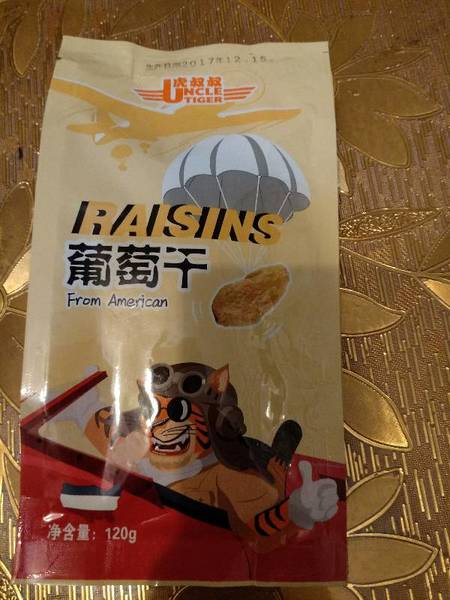 生产日期2017年12.15.
虎叔叔
UNCLE
TIGER
RAISINS
葡萄干
From American
净含量：120g